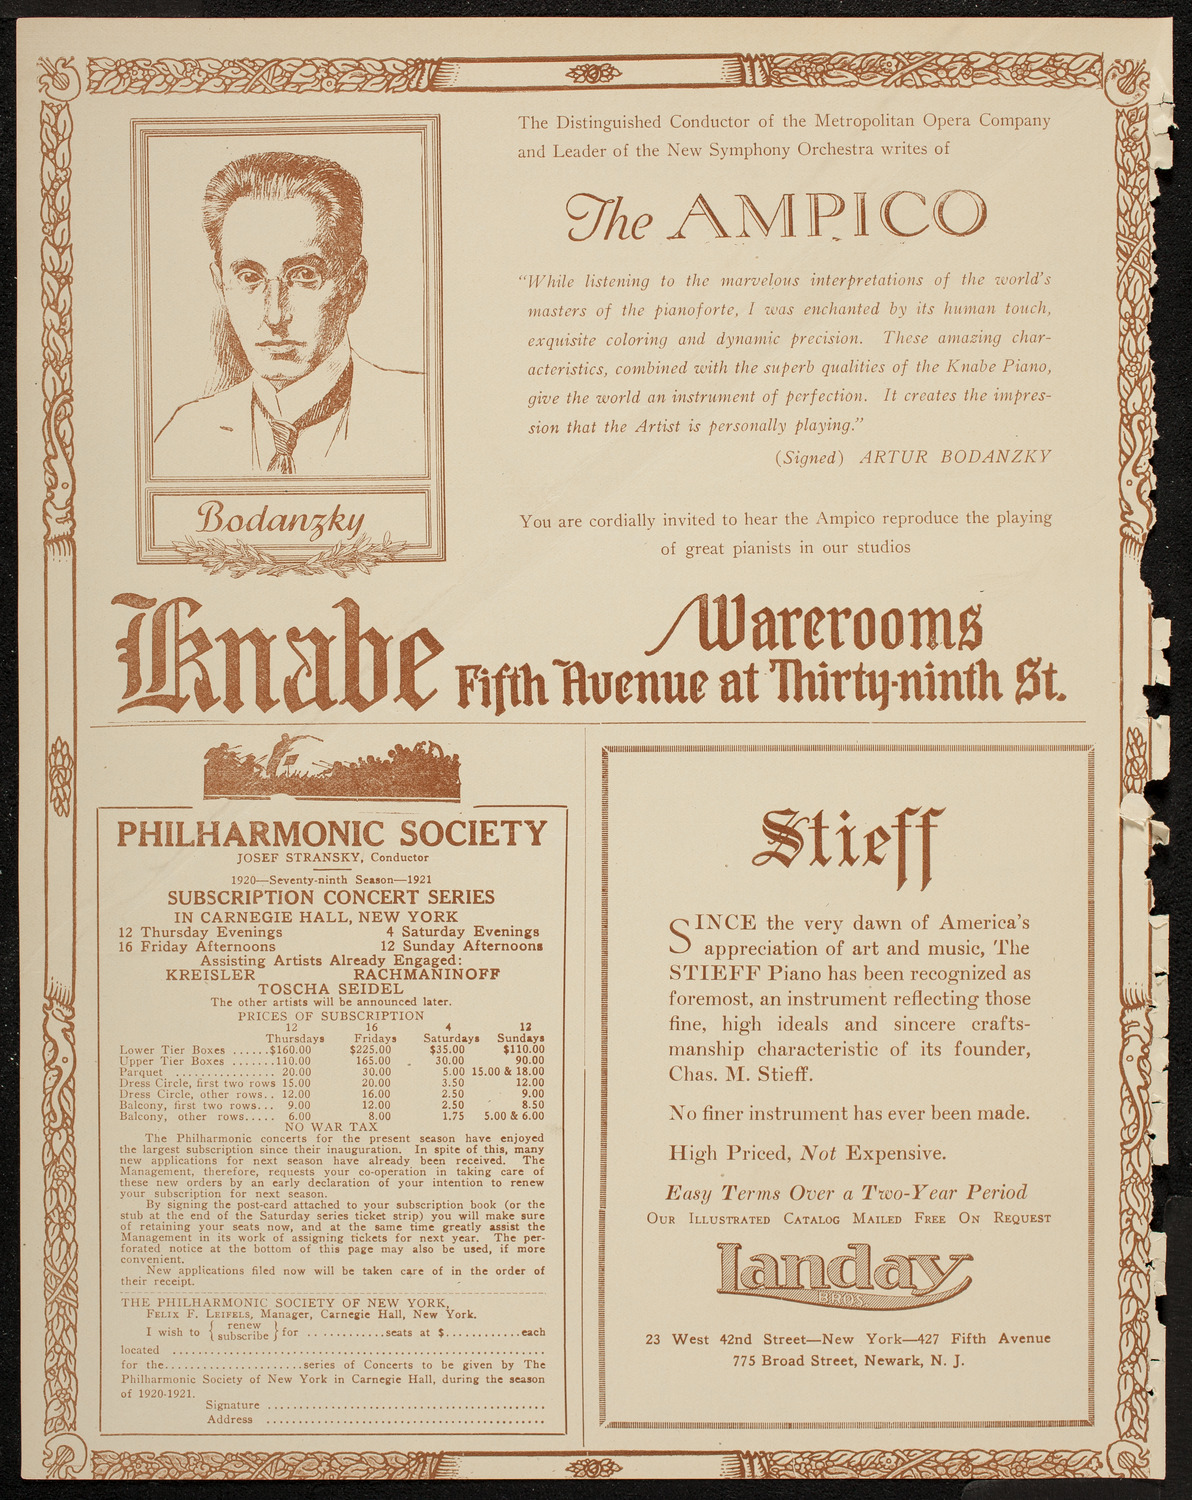 The Distinguished Conductor of the Metropolitan Opera Company
and Leader of the New Symphony Orchestra writes of
The AMPICO
“While listening to the marvelous interpretations of the world’s
masters of the pianoforte, I was enchanted by its human touch,
exquisite coloring and dynamic precision. These amazing char-
acteristics, combined with the superb qualities of the Knabe Piano,
give the world an instrument of perfection. It creates the impres-
sion that the Artist is personally playing.”
(Signed) ARTUR BODANZKY
Bodanzky
You are cordially invited to hear the Ampico reproduce the playing
of great pianists in our studios
Knabe Warerooms
Fifth Avenue at Thirty-ninth St.
PHILHARMONIC SOCIETY
JOSEF STRANSKY, Conductor
1920—Seventy-ninth Season—1921
SUBSCRIPTION CONCERT SERIES
IN CARNEGIE HALL, NEW YORK
12 Thursday Evenings 4 Saturday Evenings
16 Friday Afternoons 12 Sunday Afternoons
Assisting Artists Already Engaged:
KREISLER RACHMANINOFF
TOSCHA SEIDEL
The other artists will be announced later.
PRICES OF SUBSCRIPTION
12 16 4 12
Thursdays Fridays Saturdays Sundays
Lower Tier Boxes ......$160.00 $225.00 $35.00 $110.00
Upper Tier Boxes .......110.00 165.00 30.00 90.00
Parquet ............... 20.00 30.00 5.00 15.00 & 18.00
Dress Circle, first two rows 15.00 20.00 3.50 12.00
Dress Circle, other rows.. 12.00 16.00 2.50 9.00
Balcony, first two rows... 9.00 12.00 2.50 8.50
Balcony, other rows..... 6.00 8.00 1.75 5.00 & 6.00
NO WAR TAX
The Philharmonic concerts for the present season have enjoyed
the largest subscription since their inauguration. In spite of this, many
new applications for next season have already been received. The
Management, therefore, requests your co-operation in taking care of
these new orders by an early declaration of your intention to renew
your subscription for next season.
By signing the post-card attached to your subscription book (or the
stub at the end of the Saturday series ticket strip) you will make sure
of retaining your seats now, and at the same time greatly assist the
Management in its work of assigning tickets for next year. The per-
forated notice at the bottom of this page may also be used, if more
convenient.
New applications filed now will be taken care of in the order of
their receipt.
THE PHILHARMONIC SOCIETY OF NEW YORK,
FELIX F. LEIFELS, Manager, Carnegie Hall, New York.
I wish to { renew subscribe } for ............seats at $............each
located ......................................................
for the......................series of Concerts to be given by The
Philharmonic Society of New York in Carnegie Hall, during the season
of 1920-1921.
Signature ........................................
Address ........................................
Stieff
SINCE the very dawn of America’s
appreciation of art and music, The
STIEFF Piano has been recognized as
foremost, an instrument reflecting those
fine, high ideals and sincere crafts-
manship characteristic of its founder,
Chas. M. Stieff.
No finer instrument has ever been made.
High Priced, Not Expensive.
Easy Terms Over a Two-Year Period
OUR ILLUSTRATED CATALOG MAILED FREE ON REQUEST
Landay
BROS.
23 West 42nd Street—New York—427 Fifth Avenue
775 Broad Street, Newark, N. J.